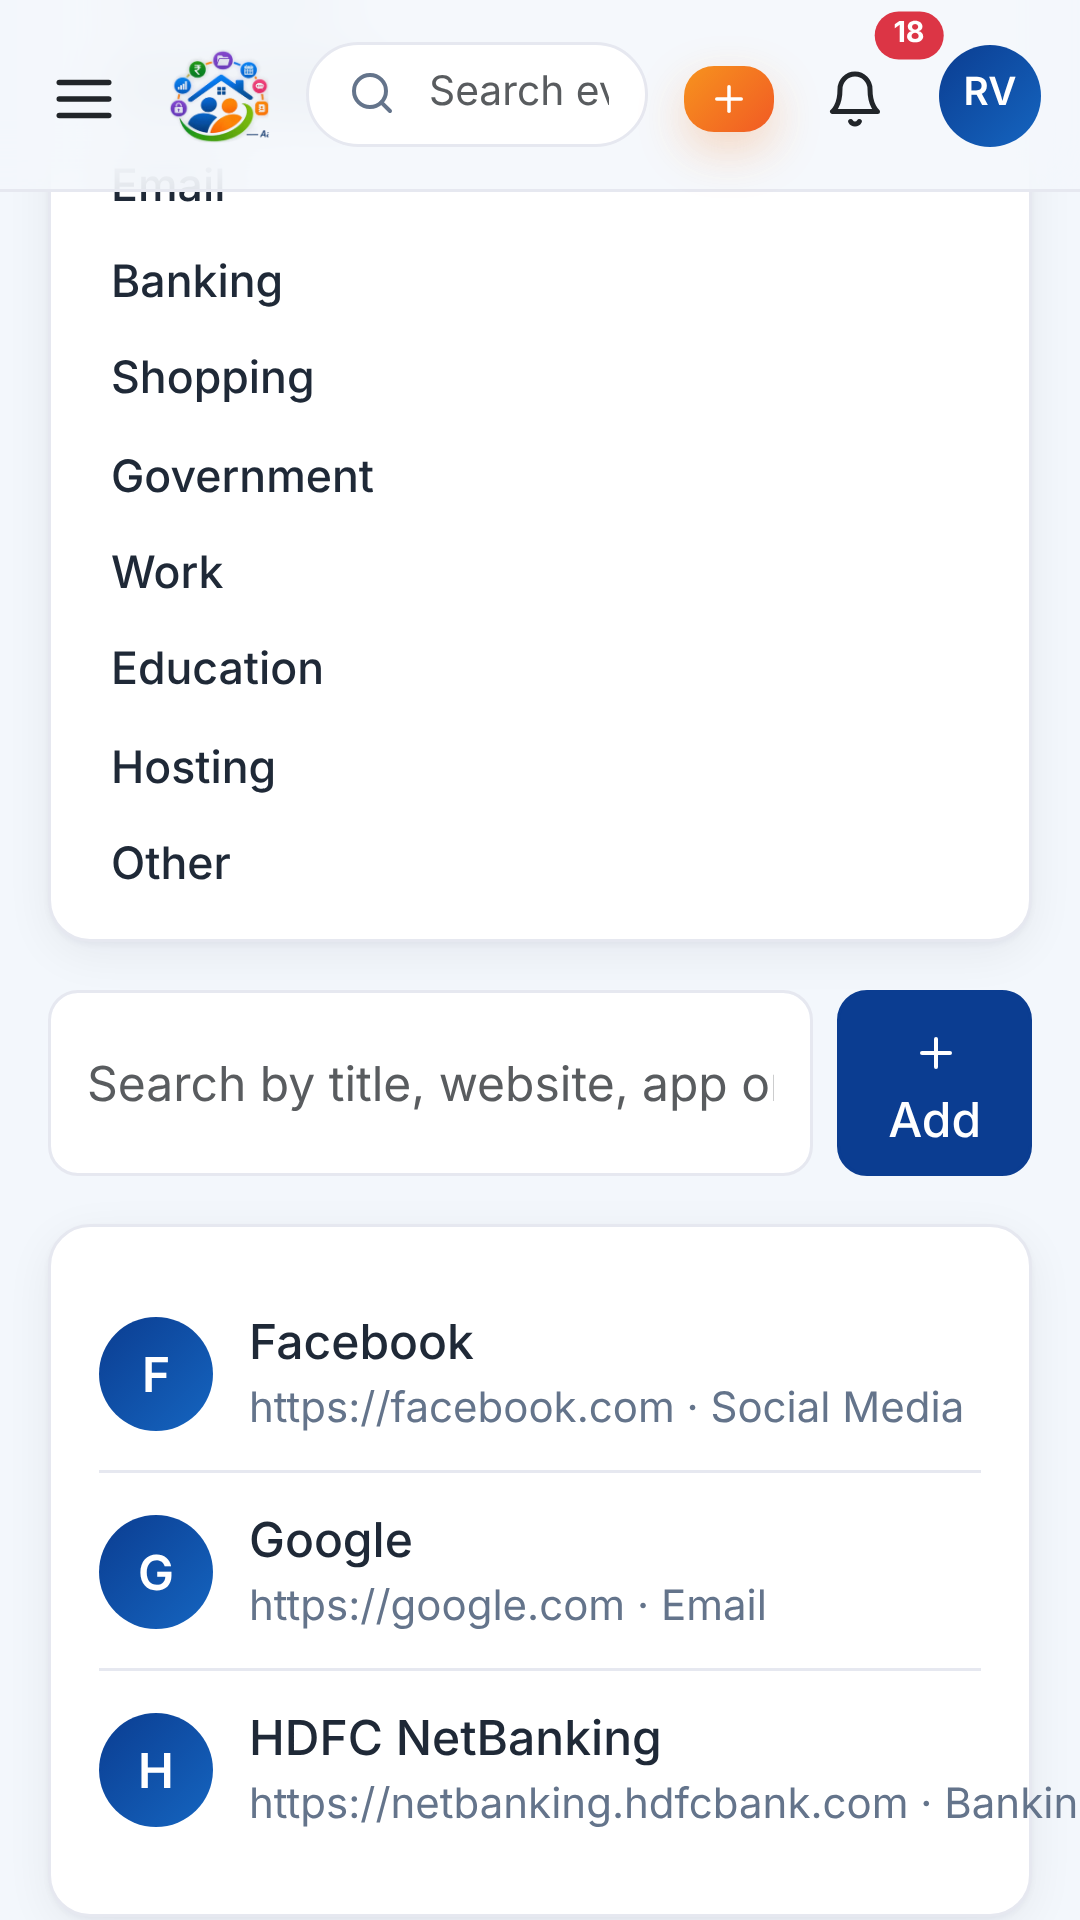 18
Search ev
RV
Email
Banking
Shopping
Government
Work
Education
Hosting
Other
Search by title, website, app o
Add
F
Facebook
https://facebook.com · Social Media
G
Google
https://google.com · Email
H
HDFC NetBanking
https://netbanking.hdfcbank.com · Bankin